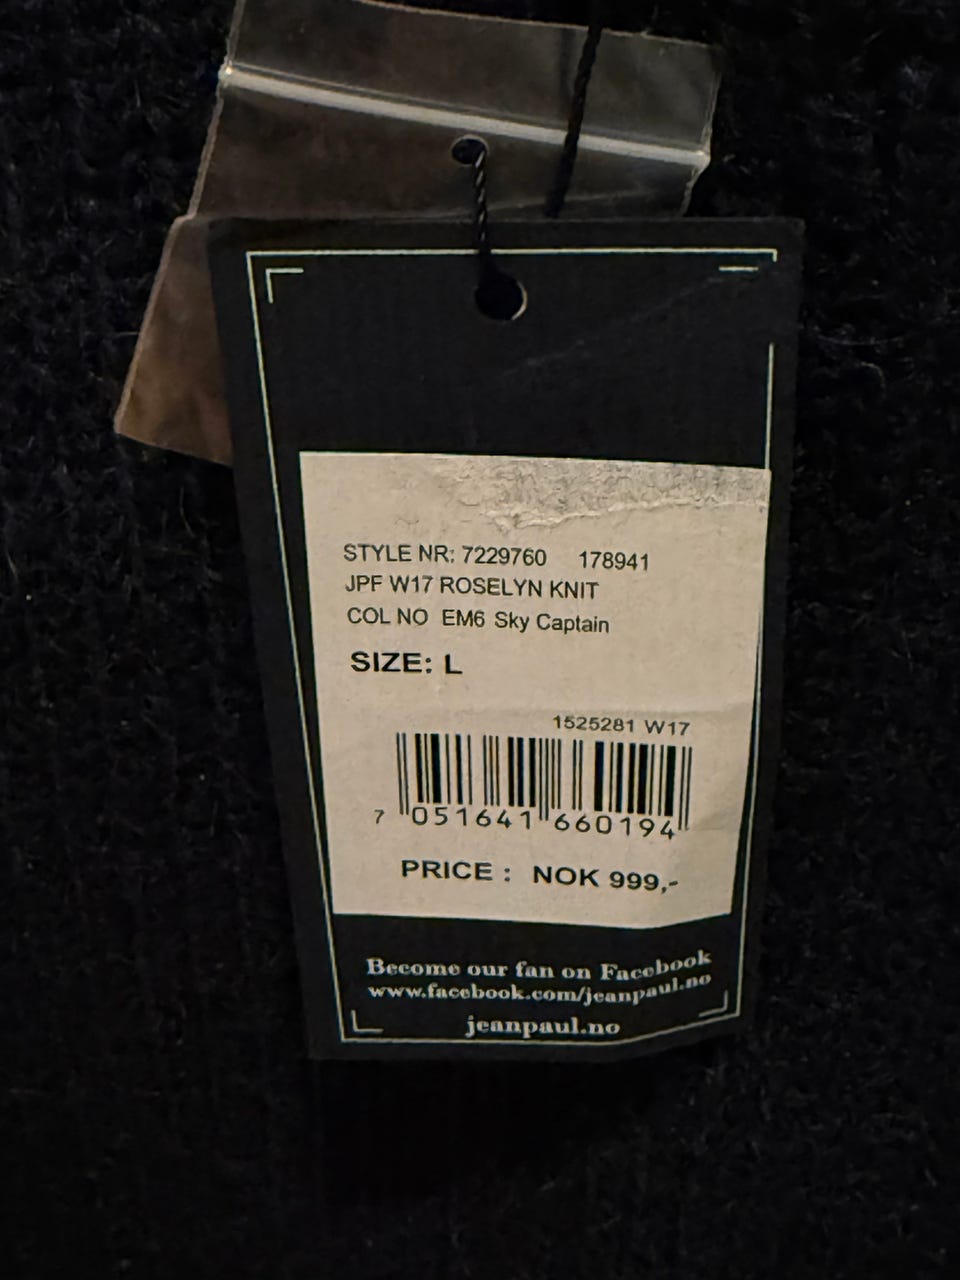 STYLE NR: 7229760 178941
JPF W17 ROSELYN KNIT
COL NO EM6 Sky Captain
SIZE: L
1525281 W17
7 051641 660194
PRICE : NOK 999,-
Become our fan on Facebook
www.facebook.com/jeanpaul.no
jeanpaul.no